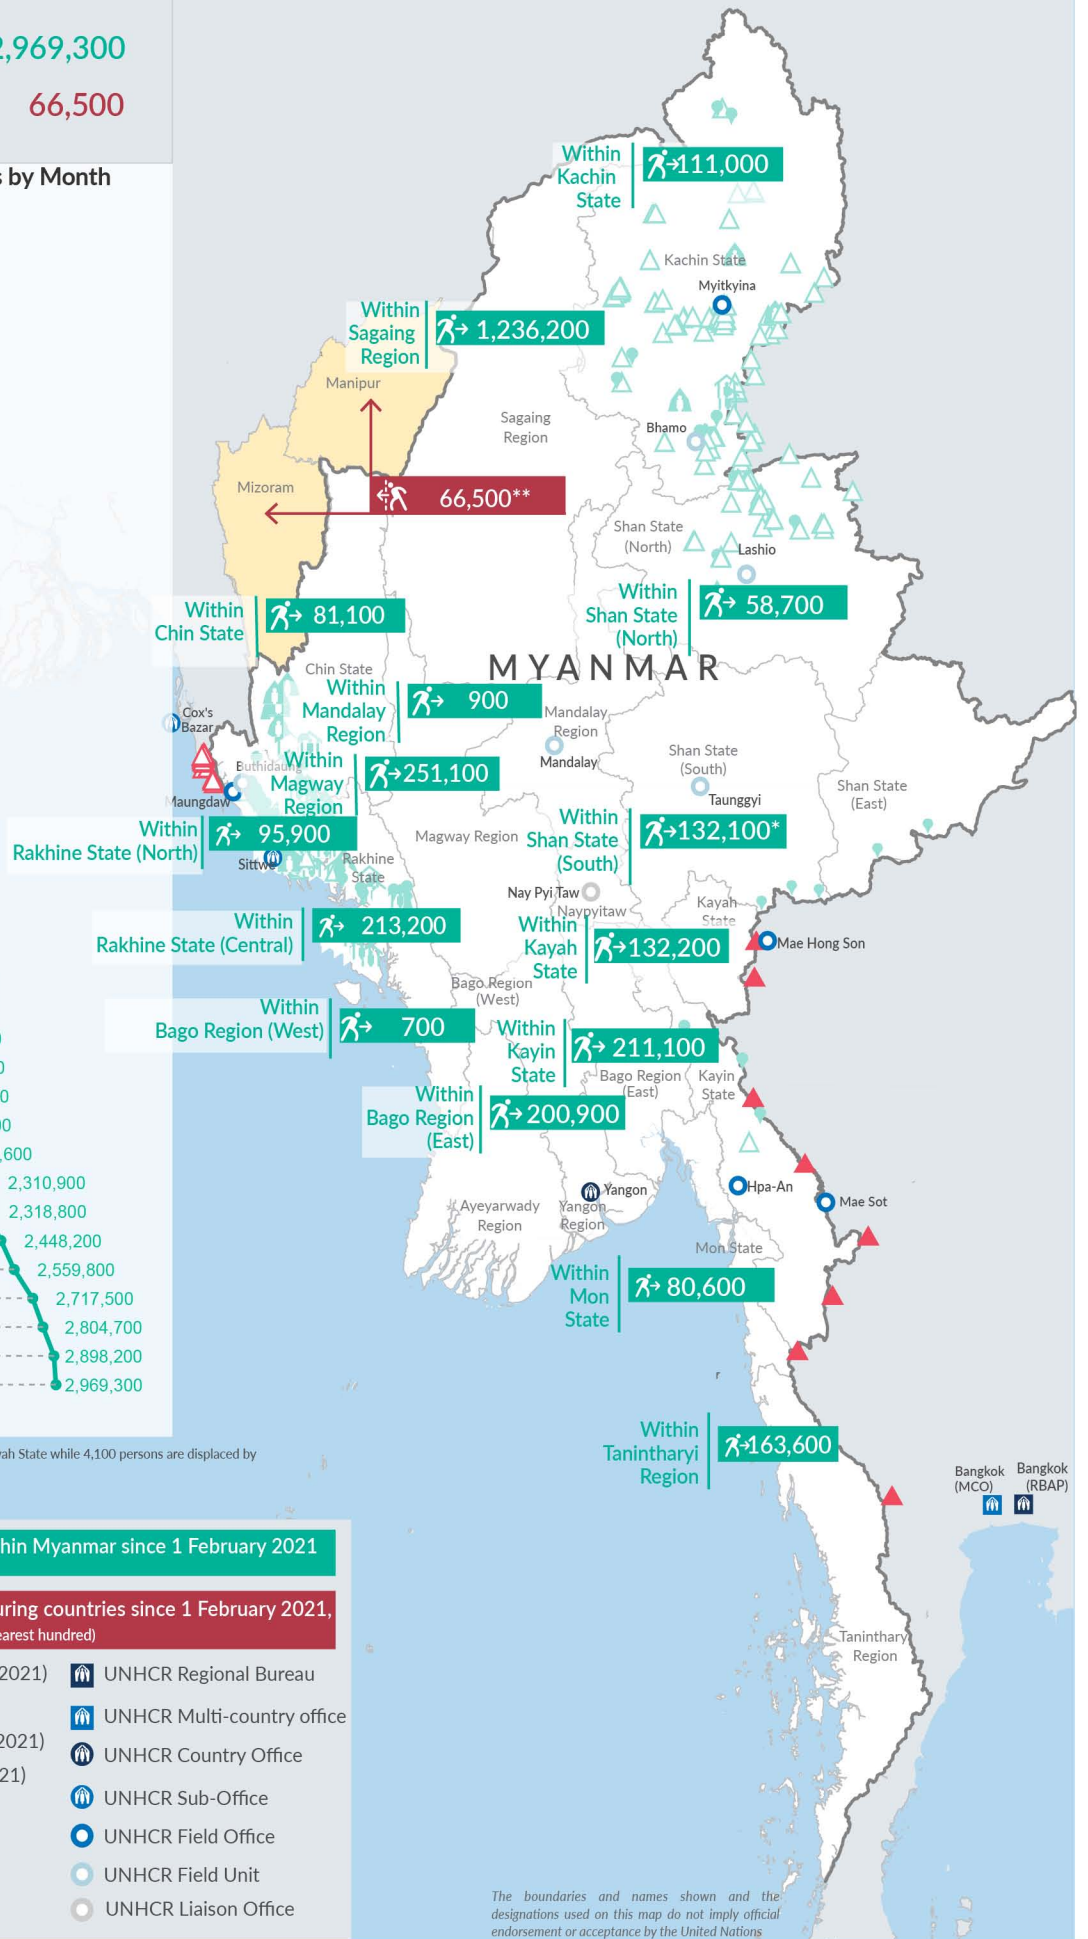 2,969,300
66,500
s by Month
Within
Kachin
State
111,000
Kachin State
Myitkyina
Within
Sagaing
Region
1,236,200
Manipur
Sagaing
Region
Bhamo
Mizoram
66,500**
Shan State
(North)
Lashio
Within
Chin State
81,100
Within
Shan State
(North)
58,700
MYANMAR
Chin State
Within
Mandalay
Region
900
Mandalay
Region
Mandalay
Cox's
Bazar
Shan State
(South)
Taunggyi
Shan State
(East)
Buthidaung
Within
Magway
Region
251,100
Maungdaw
Within
Rakhine State (North)
95,900
Sittwe
Rakhine
State
Magway Region
Within
Shan State
(South)
132,100*
Nay Pyi Taw
Naypyitaw
Kayah
State
Within
Rakhine State (Central)
213,200
Within
Kayah
State
132,200
Mae Hong Son
Bago Region
(West)
Within
Bago Region (West)
700
Within
Kayin
State
211,100
Bago Region
(East)
Kayin
State
Within
Bago Region
(East)
200,900
0
0
0
00
,600
2,310,900
2,318,800
2,448,200
2,559,800
2,717,500
2,804,700
2,898,200
2,969,300
Hpa-An
Mae Sot
Yangon
Ayeyarwady
Region
Yangon
Region
Mon State
Within
Mon
State
80,600
r
Within
Tanintharyi
Region
163,600
yah State while 4,100 persons are displaced by
Bangkok
(MCO)
Bangkok
(RBAP)
Tanintharyi
Region
hin Myanmar since 1 February 2021
uring countries since 1 February 2021,
earest hundred)
2021)
2021)
21)
UNHCR Regional Bureau
UNHCR Multi-country office
UNHCR Country Office
UNHCR Sub-Office
UNHCR Field Office
UNHCR Field Unit
UNHCR Liaison Office
The boundaries and names shown and the
designations used on this map do not imply official
endorsement or acceptance by the United Nations